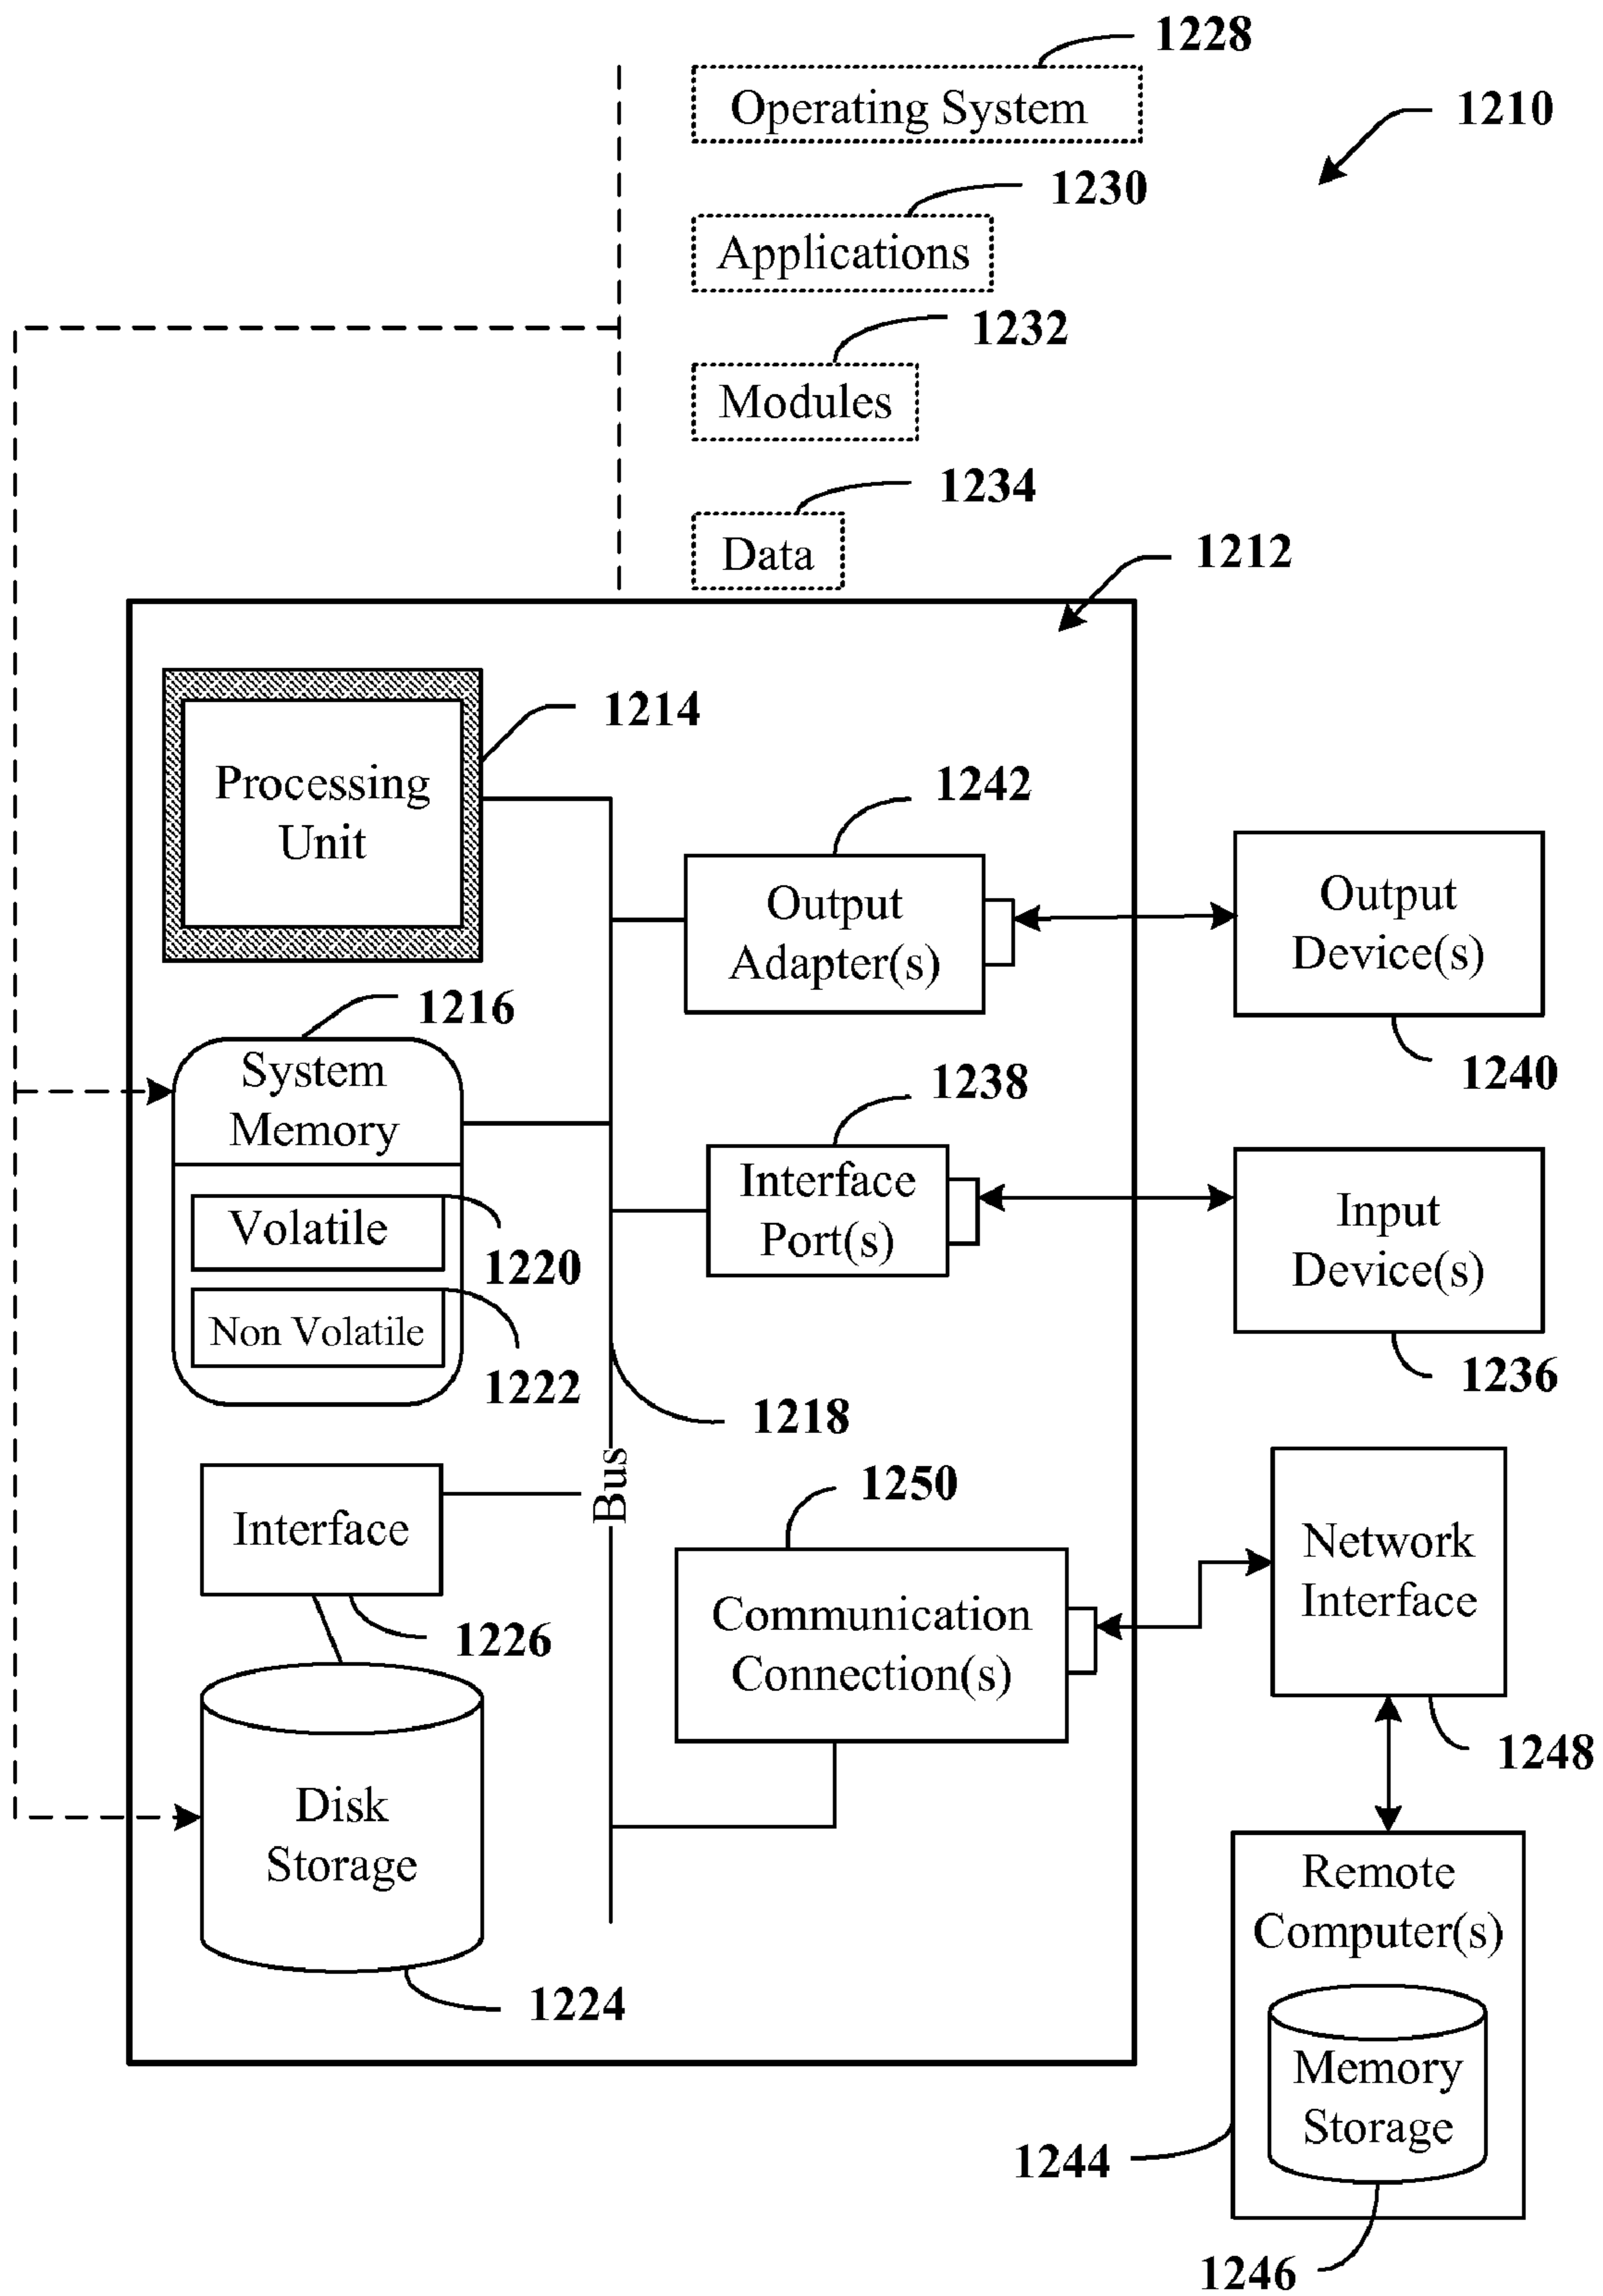 1228
Operating System
1210
1230
Applications
1232
Modules
1234
Data
1212
1214
Processing
Unit
1242
Output
Adapter(s)
Output
Device(s)
1240
1216
System
Memory
Volatile
1220
Non Volatile
1222
1238
Interface
Port(s)
Input
Device(s)
1236
1218
Bus
Interface
1226
1250
Communication
Connection(s)
Network
Interface
1248
Disk
Storage
1224
Remote
Computer(s)
Memory
Storage
1244
1246